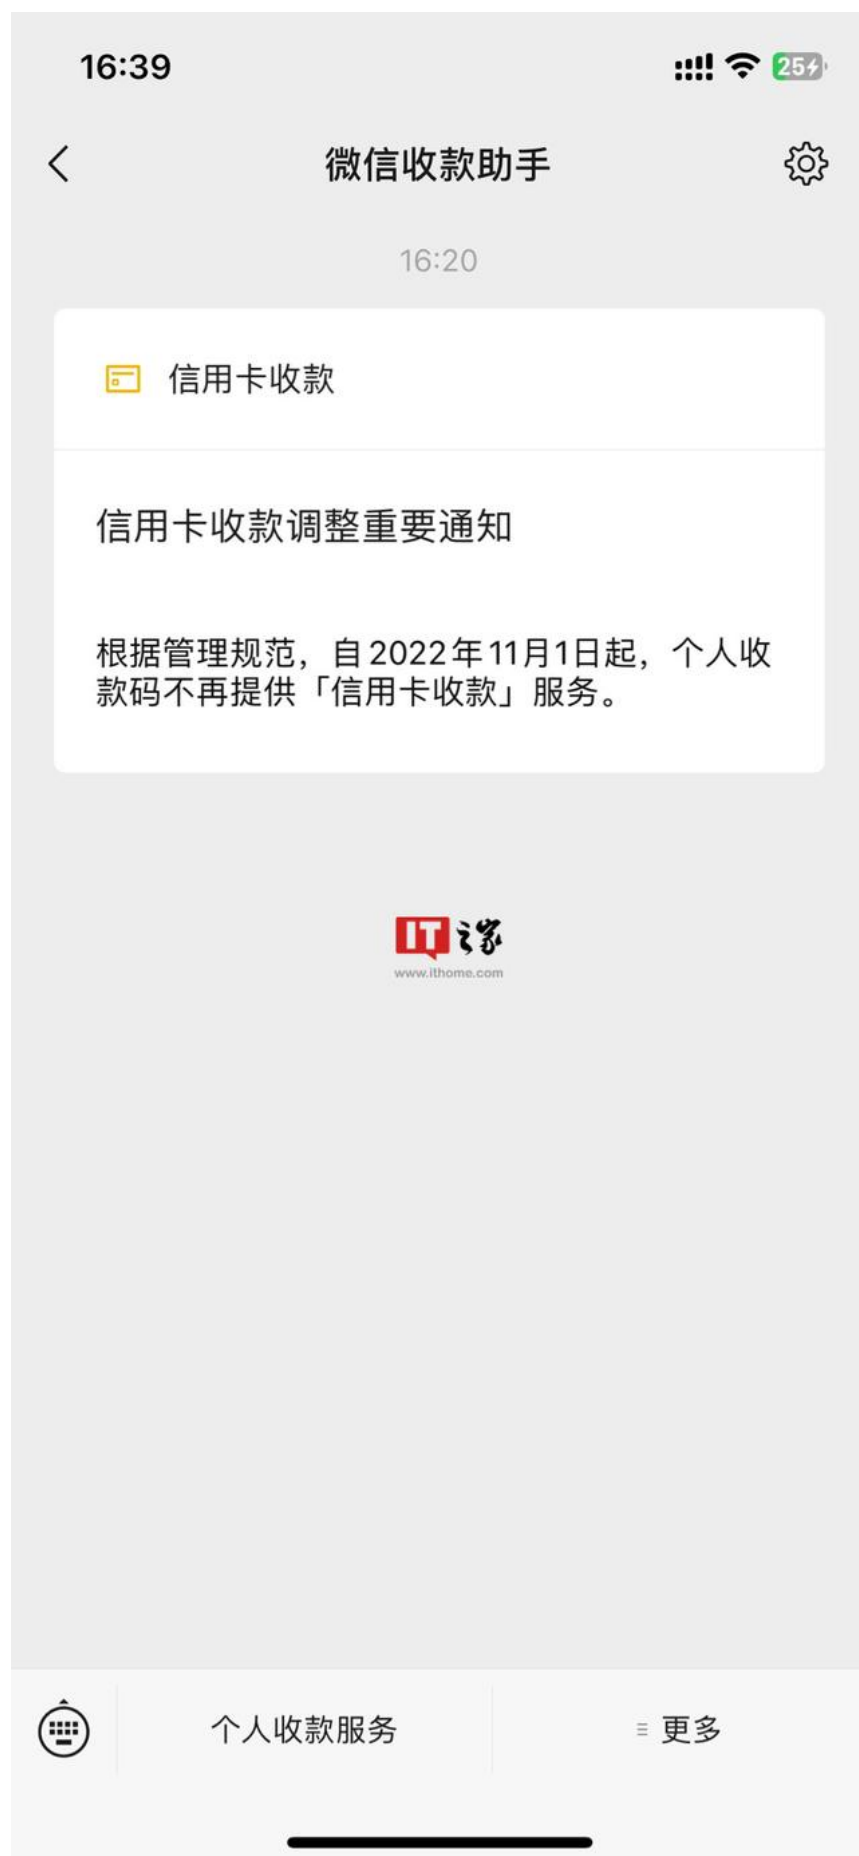 16:39
25
微信收款助手
16:20
信用卡收款
信用卡收款调整重要通知
根据管理规范，自2022年11月1日起，个人收
款码不再提供「信用卡收款」服务。
IT之家
www.ithome.com
个人收款服务
更多